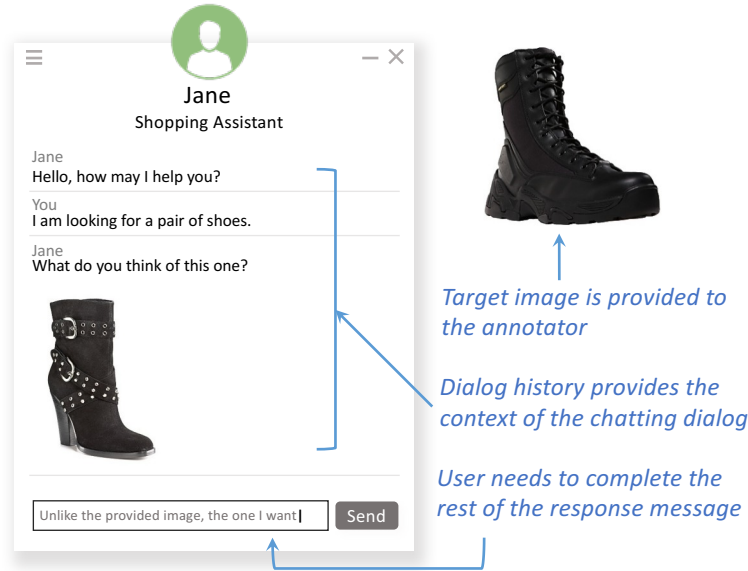 Jane
Shopping Assistant
Jane
Hello, how may I help you?
You
I am looking for a pair of shoes.
Jane
What do you think of this one?
Unlike the provided image, the one I want
Send
Target image is provided to
the annotator
Dialog history provides the
context of the chatting dialog
User needs to complete the
rest of the response message